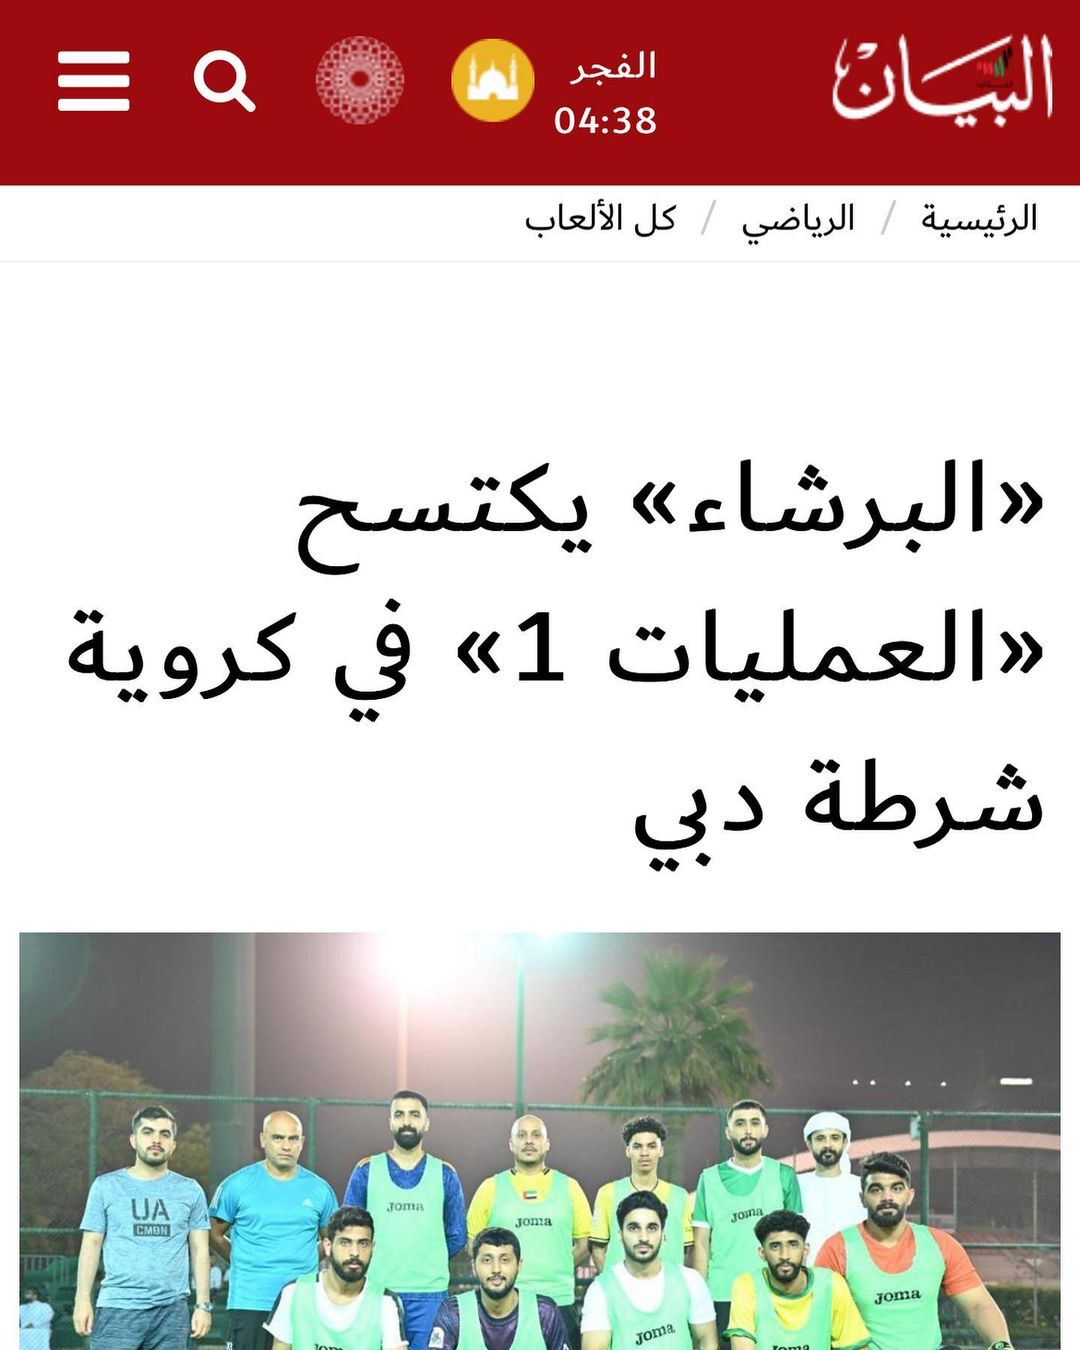 البيان
الفجر
04:38
الرئيسية / الرياضي / كل الألعاب
«البرشاء» يكتسح
«العمليات 1» في كروية
شرطة دبي
UA
CMBN
Joma
Joma
Joma
Joma
Joma